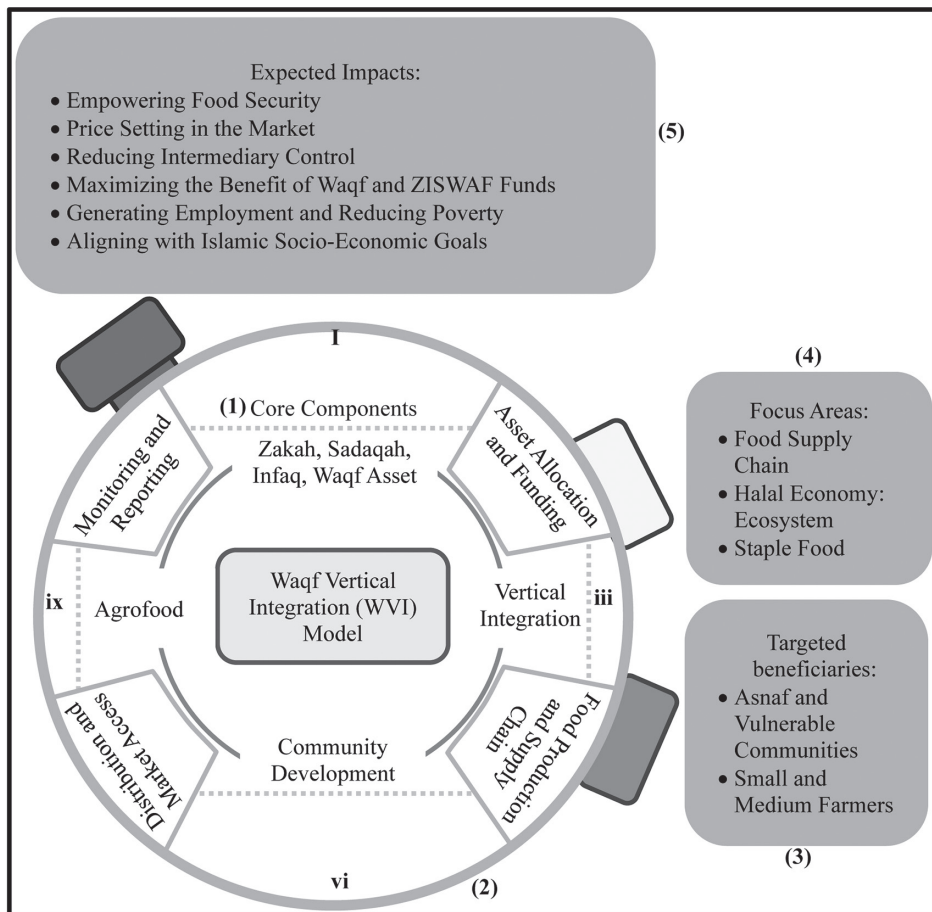 Expected Impacts:
• Empowering Food Security
• Price Setting in the Market
• Reducing Intermediary Control
• Maximizing the Benefit of Waqf and ZISWAF Funds
• Generating Employment and Reducing Poverty
• Aligning with Islamic Socio-Economic Goals
(5)
I
(1) Core Components
Zakah, Sadaqah,
Infaq, Waqf Asset
Monitoring and
Reporting
Asset Allocation
and Funding
(4)
Focus Areas:
• Food Supply
Chain
• Halal Economy:
Ecosystem
• Staple Food
ix
Agrofood
Waqf Vertical
Integration (WVI)
Model
Vertical
Integration
iii
Targeted
beneficiaries:
• Asnaf and
Vulnerable
Communities
• Small and
Medium Farmers
(3)
Distribution and
Market Access
Community
Development
Food Production
and Supply
Chain
vi
(2)